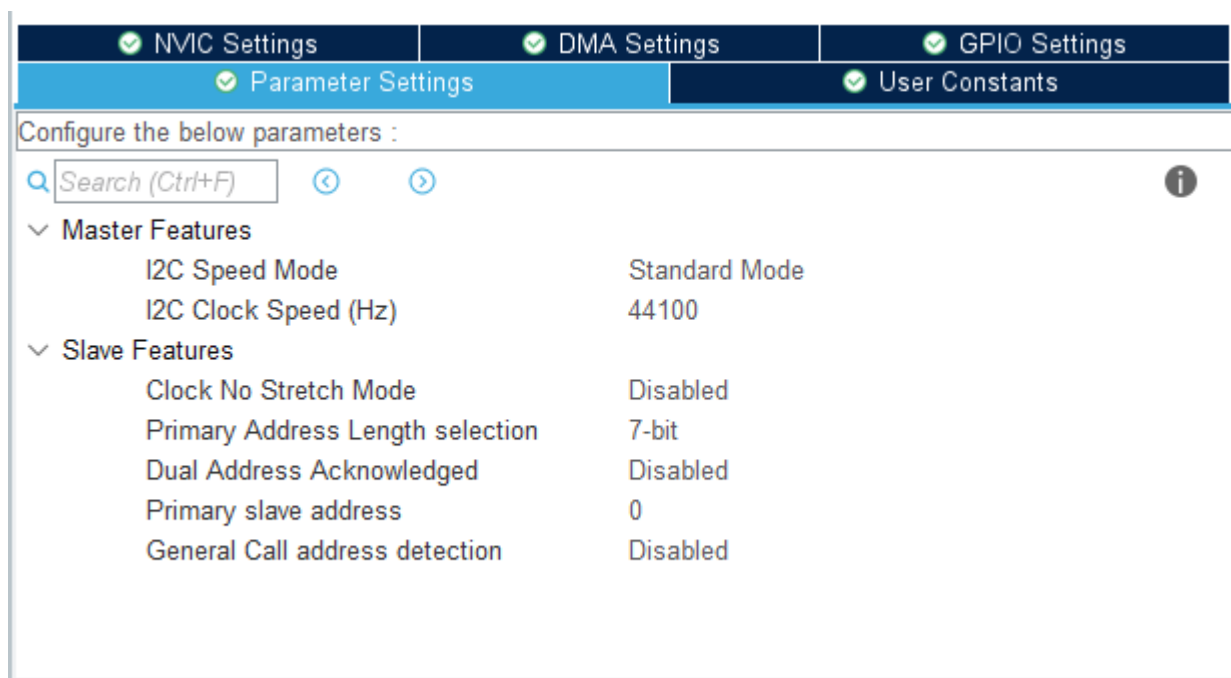 NVIC Settings DMA Settings GPIO Settings
Parameter Settings User Constants
Configure the below parameters :
Search (Ctrl+F)
Master Features
I2C Speed Mode Standard Mode
I2C Clock Speed (Hz) 44100
Slave Features
Clock No Stretch Mode Disabled
Primary Address Length selection 7-bit
Dual Address Acknowledged Disabled
Primary slave address 0
General Call address detection Disabled